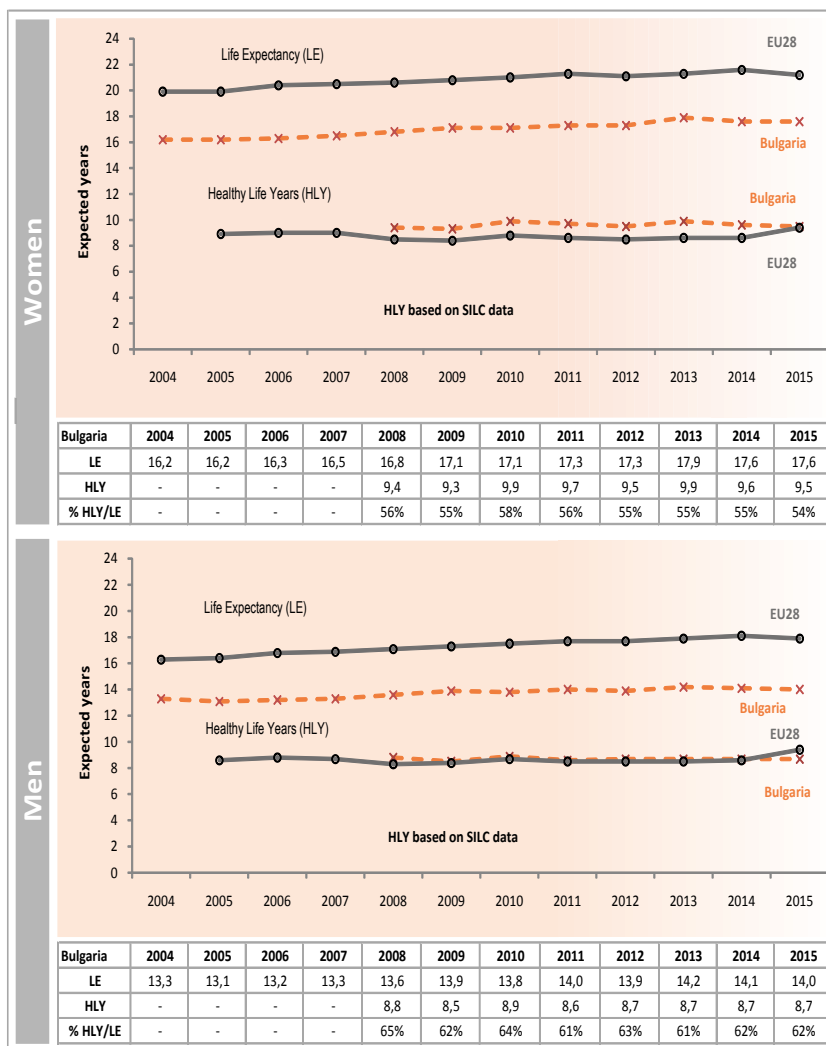 Women
Expected years
24
22
20
18
16
14
12
10
8
6
4
2
0
Life Expectancy (LE)
EU28
Bulgaria
Healthy Life Years (HLY)
Bulgaria
EU28
HLY based on SILC data
2004 2005 2006 2007 2008 2009 2010 2011 2012 2013 2014 2015
Bulgaria 2004 2005 2006 2007 2008 2009 2010 2011 2012 2013 2014 2015
LE 16,2 16,2 16,3 16,5 16,8 17,1 17,1 17,3 17,3 17,9 17,6 17,6
HLY - - - - 9,4 9,3 9,9 9,7 9,5 9,9 9,6 9,5
% HLY/LE - - - - 56% 55% 58% 56% 55% 55% 55% 54%
Men
Expected years
24
22
20
18
16
14
12
10
8
6
4
2
0
Life Expectancy (LE)
EU28
Bulgaria
Healthy Life Years (HLY)
EU28
Bulgaria
HLY based on SILC data
2004 2005 2006 2007 2008 2009 2010 2011 2012 2013 2014 2015
Bulgaria 2004 2005 2006 2007 2008 2009 2010 2011 2012 2013 2014 2015
LE 13,3 13,1 13,2 13,3 13,6 13,9 13,8 14,0 13,9 14,2 14,1 14,0
HLY - - - - 8,8 8,5 8,9 8,6 8,7 8,7 8,7 8,7
% HLY/LE - - - - 65% 62% 64% 61% 63% 61% 62% 62%